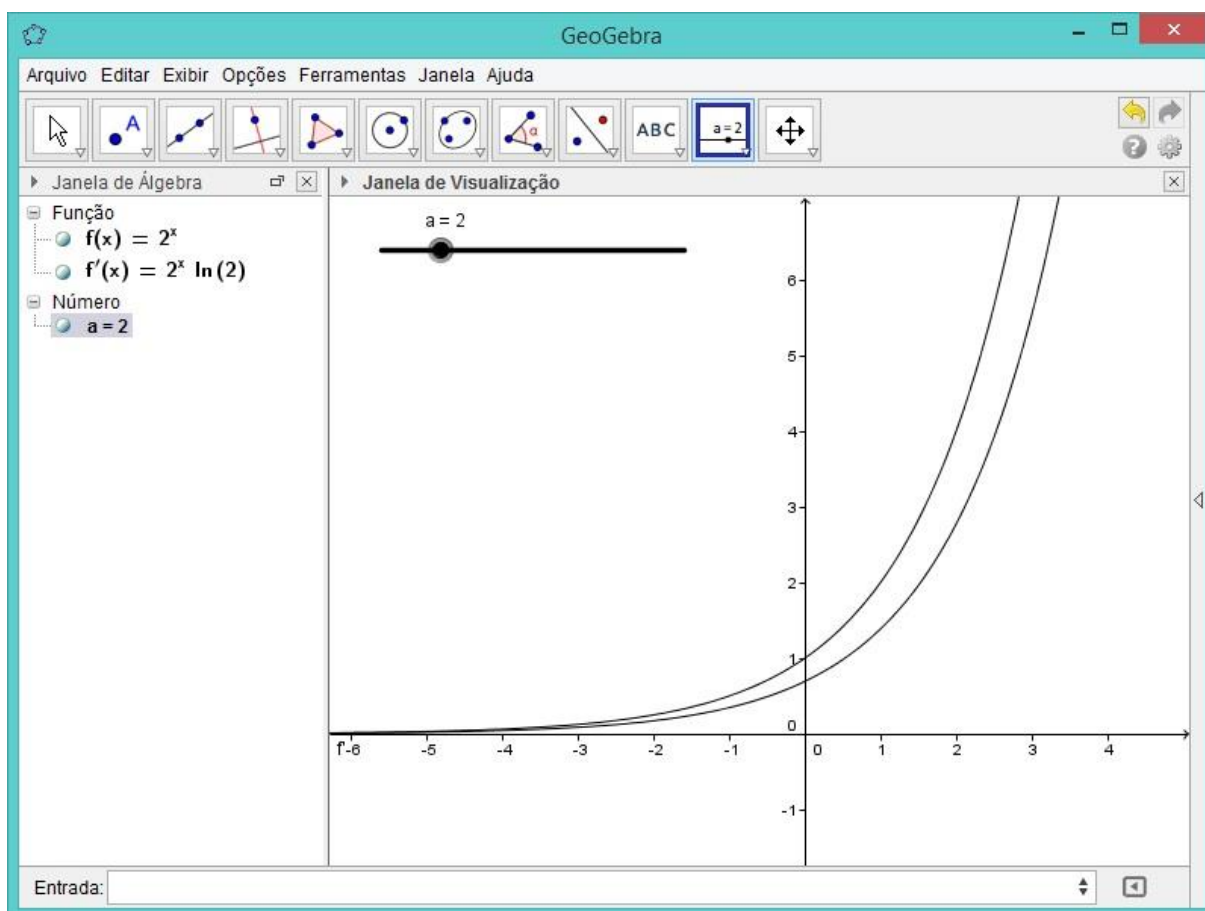 GeoGebra
Arquivo Editar Exibir Opções Ferramentas Janela Ajuda
A α ABC a=2
Janela de Álgebra
Função
f(x) = 2ˣ
f′(x) = 2ˣ ln(2)
Número
a = 2
Janela de Visualização
a = 2
6
5
4
3
2
1
0
f' -6 -5 -4 -3 -2 -1 0 1 2 3 4
-1
Entrada: